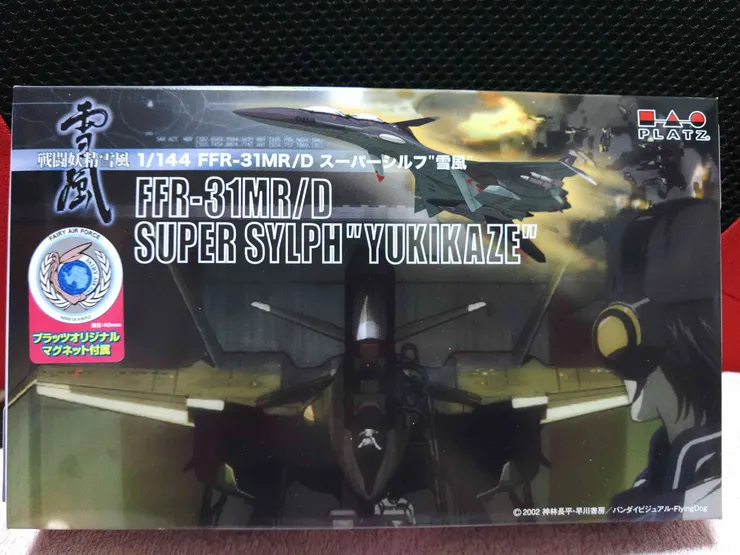 雪風
戦闘妖精雪風
1/144 FFR-31MR/D スーパーシルフ"雪風
FFR-31MR/D
SUPER SYLPH"YUKIKAZE"
PLATZ
FAIRY AIR FORCE
プラッツオリジナル
マグネット付属
©2002 神林長平・早川書房/バンダイビジュアル・FlyingDog